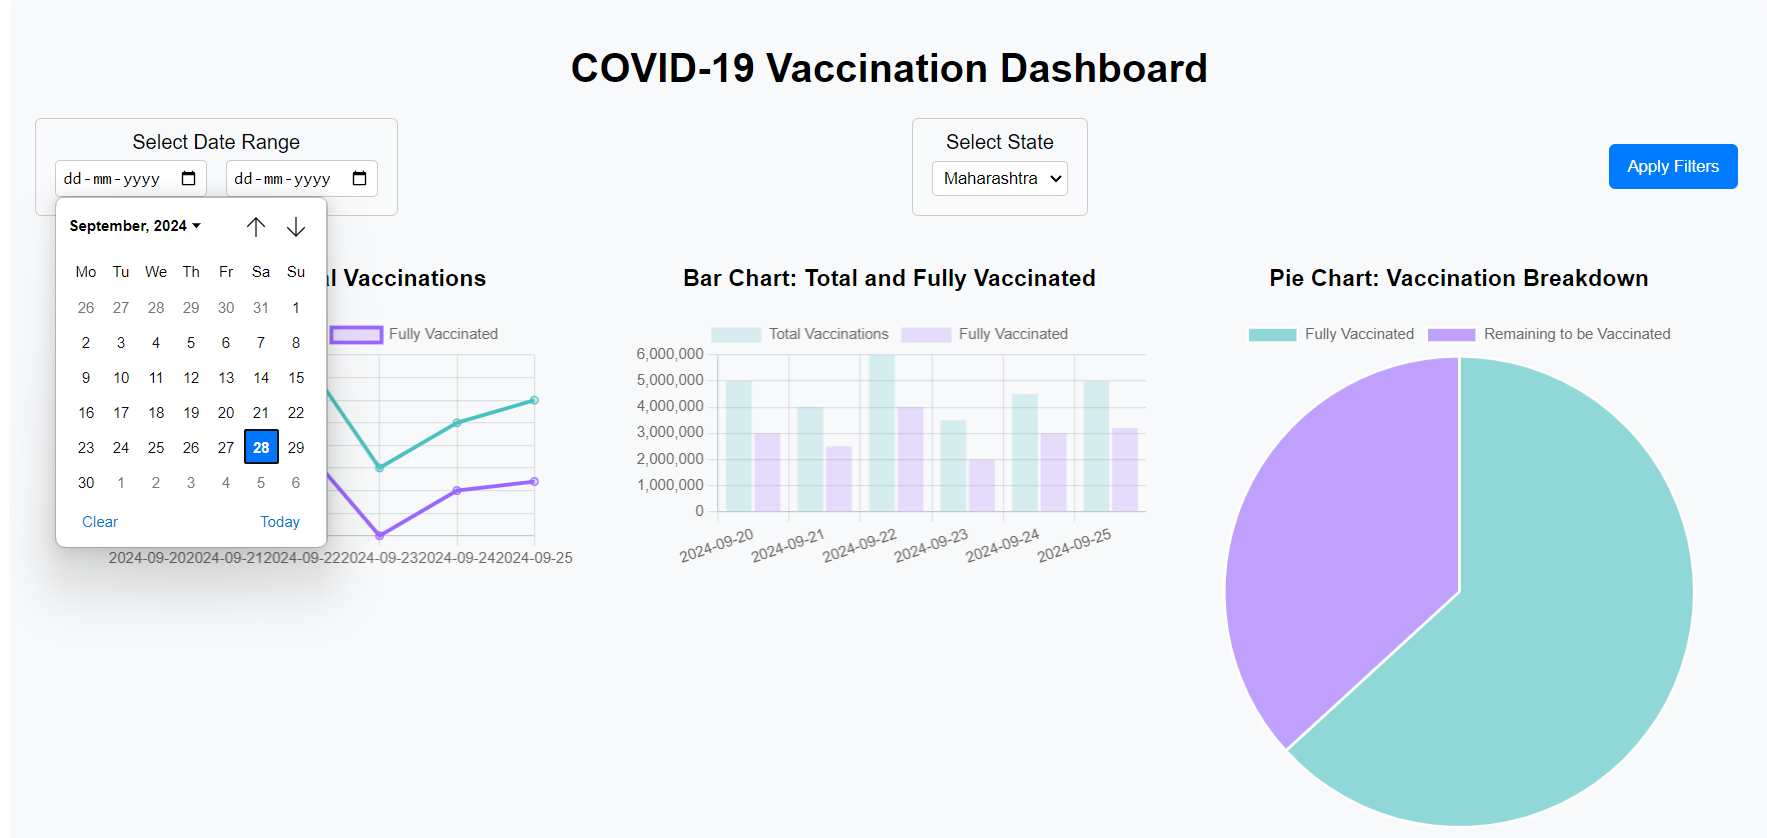 COVID-19 Vaccination Dashboard
Select Date Range
dd-mm-yyyy dd-mm-yyyy
Select State
Maharashtra
Apply Filters
September, 2024
Mo Tu We Th Fr Sa Su
26 27 28 29 30 31 1
2 3 4 5 6 7 8
9 10 11 12 13 14 15
16 17 18 19 20 21 22
23 24 25 26 27 28 29
30 1 2 3 4 5 6
Clear Today
Vaccinations
Fully Vaccinated
2024-09-20 2024-09-21 2024-09-22 2024-09-23 2024-09-24 2024-09-25
Bar Chart: Total and Fully Vaccinated
Total Vaccinations Fully Vaccinated
6,000,000
5,000,000
4,000,000
3,000,000
2,000,000
1,000,000
0
2024-09-20 2024-09-21 2024-09-22 2024-09-23 2024-09-24 2024-09-25
Pie Chart: Vaccination Breakdown
Fully Vaccinated Remaining to be Vaccinated